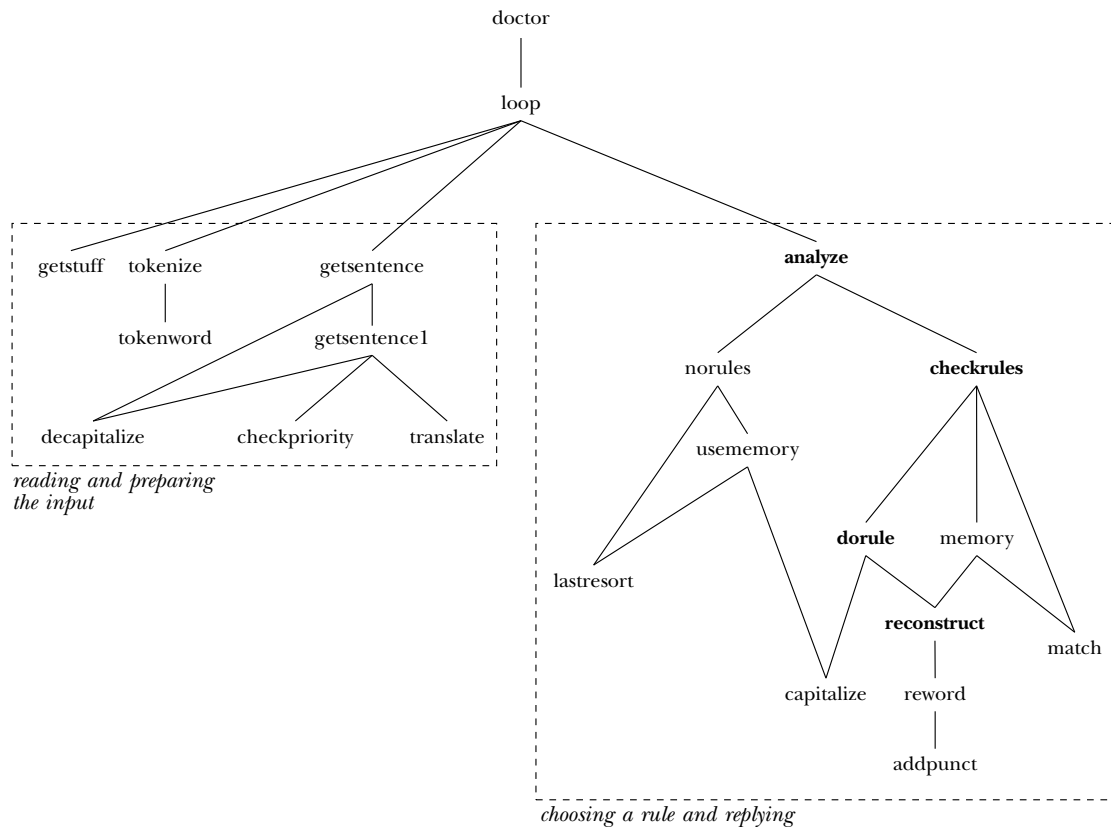 doctor
loop
getstuff tokenize getsentence
analyze
tokenword getsentence1
norules checkrules
decapitalize checkpriority translate
usememory
reading and preparing
the input
dorule memory
lastresort
reconstruct
match
capitalize reword
addpunct
choosing a rule and replying